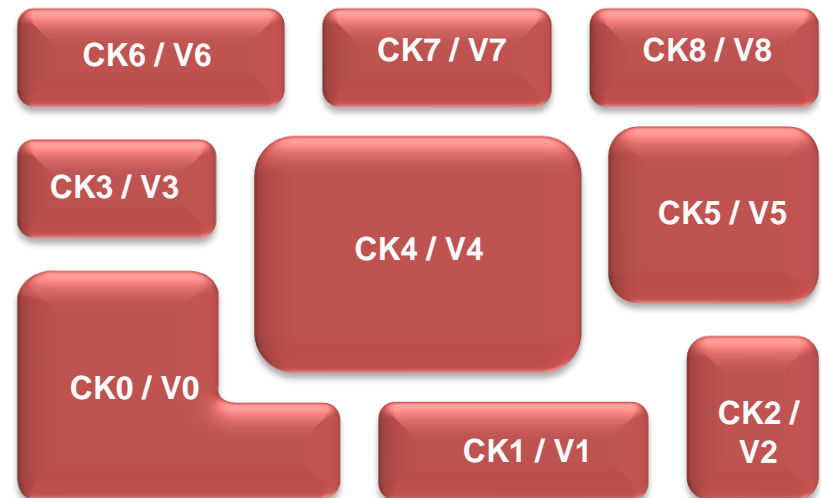 CK6 / V6
CK7 / V7
CK8 / V8
CK3 / V3
CK4 / V4
CK5 / V5
CK0 / V0
CK1 / V1
CK2 /
V2